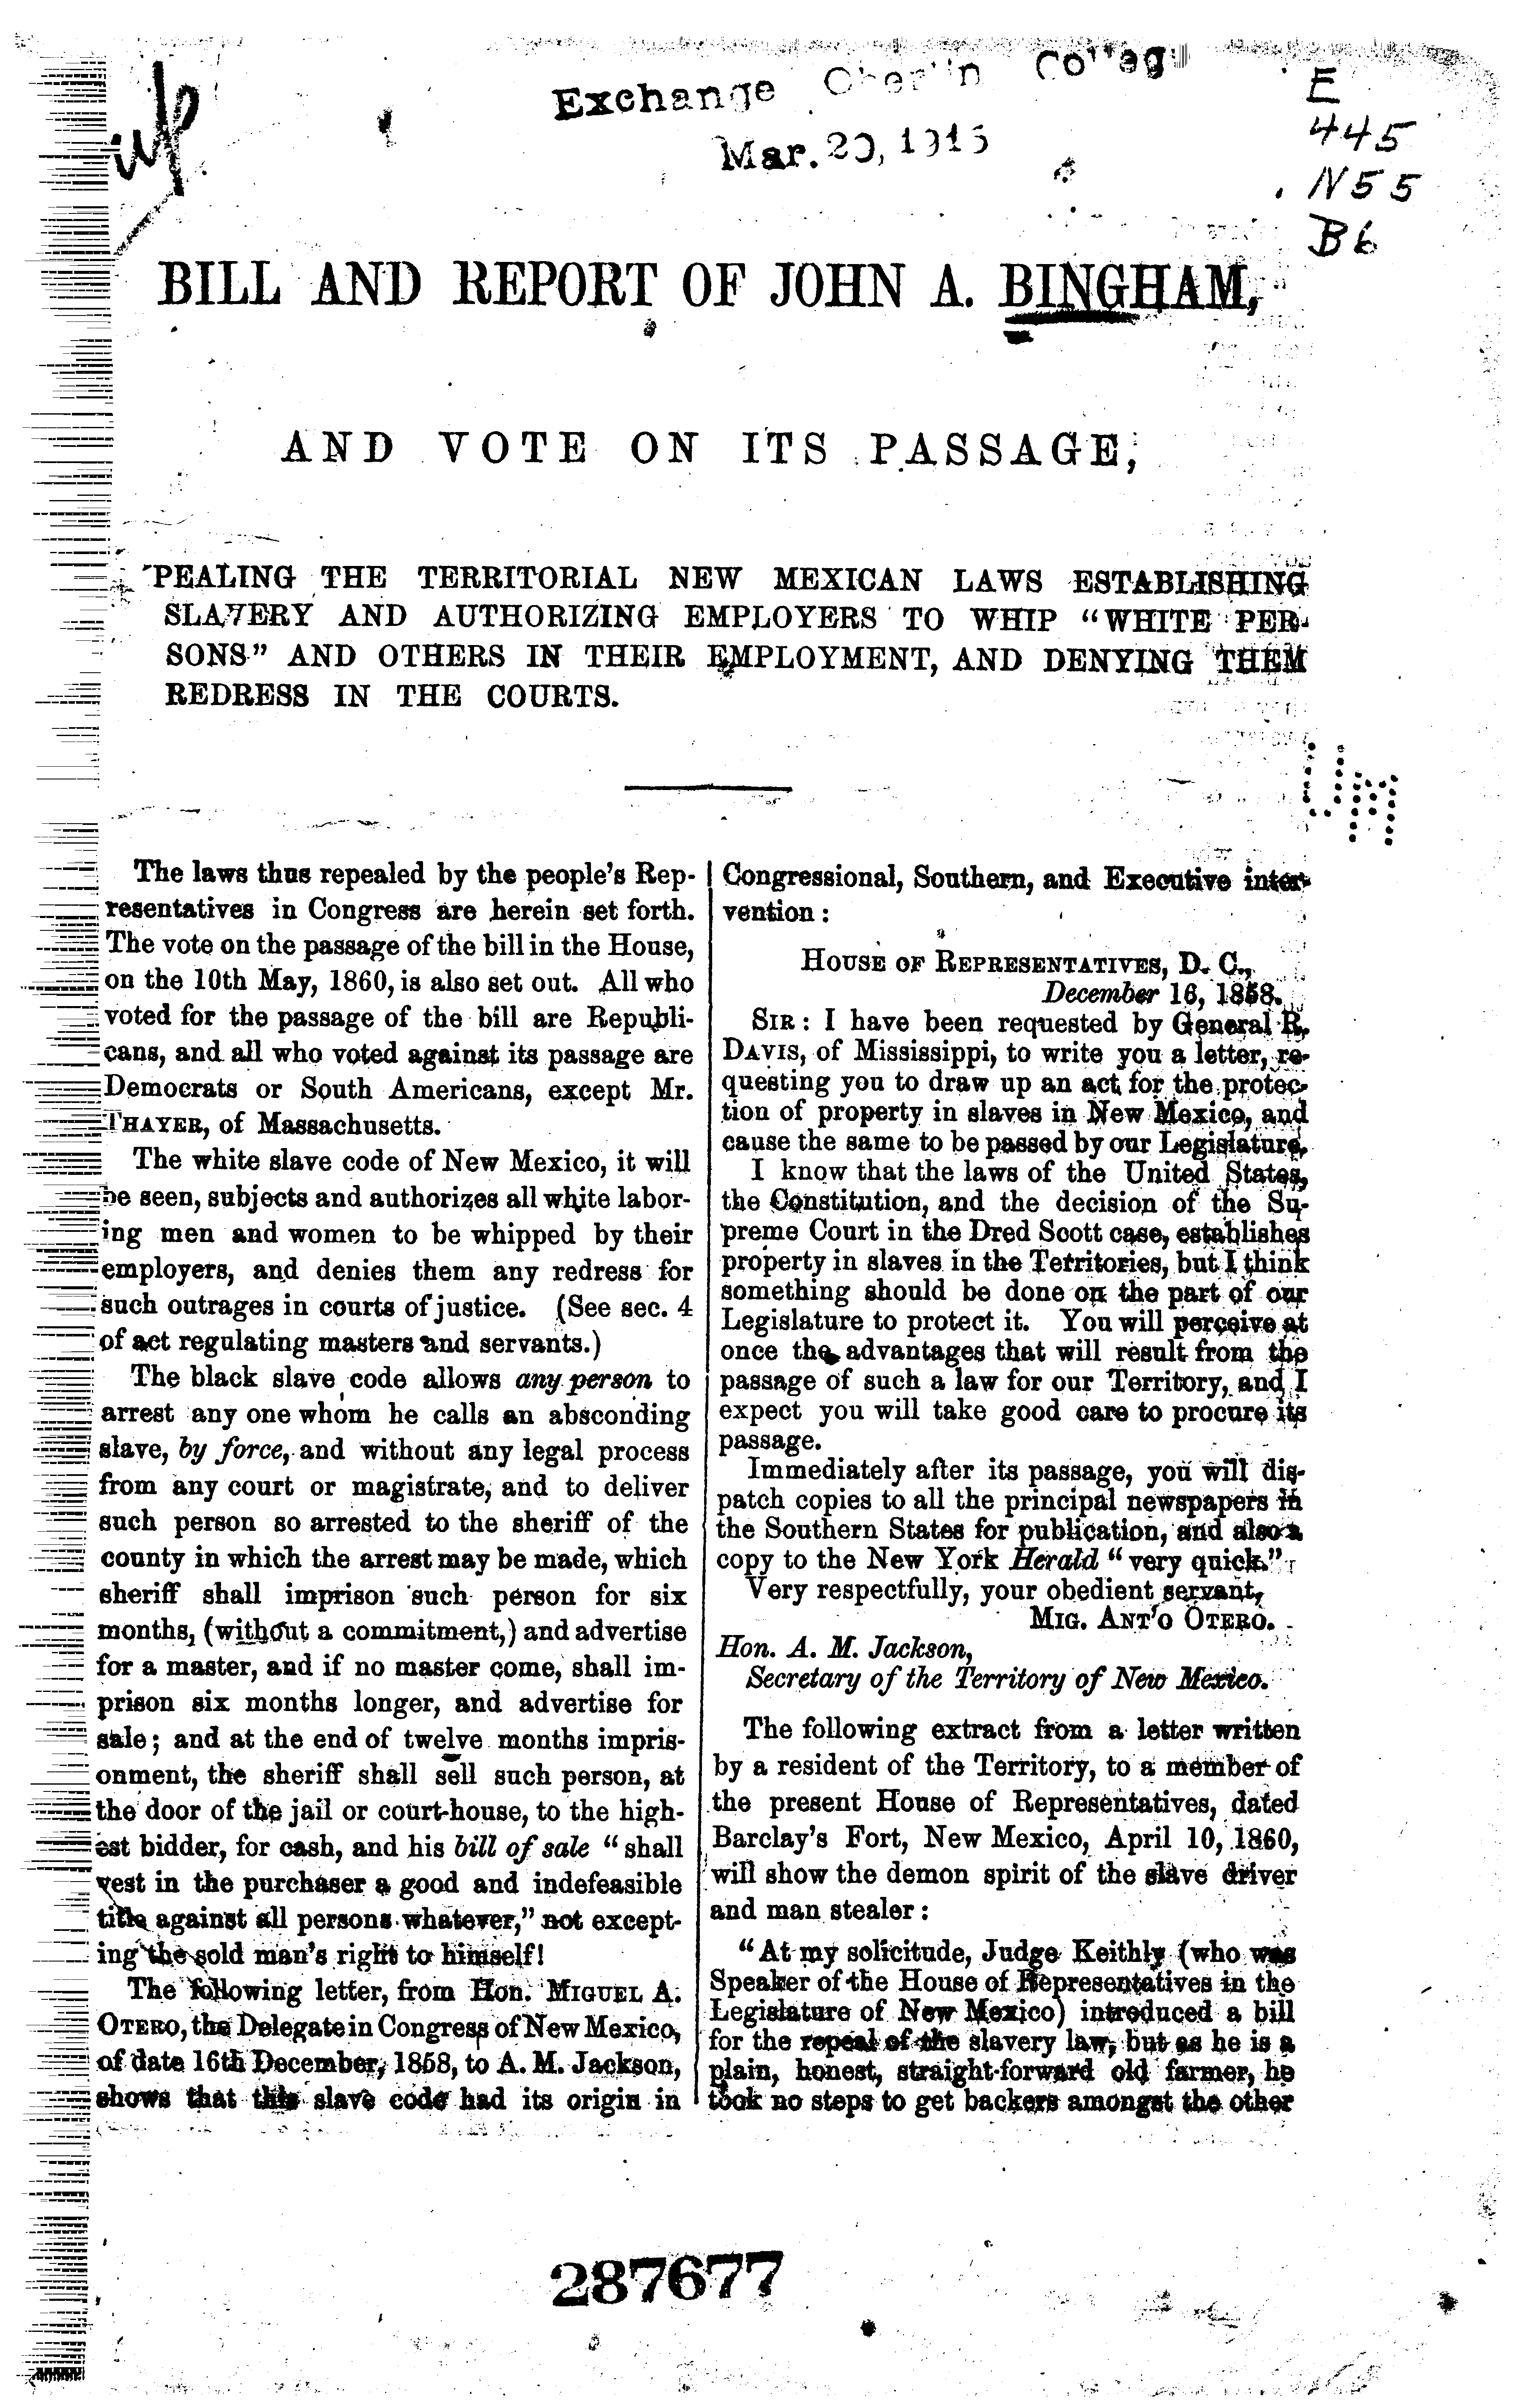 Exchange Oberlin College
Mar. 20, 191
E
445
.N55
B6
BILL AND REPORT OF JOHN A. BINGHAM,
AND VOTE ON ITS PASSAGE,
PEALING THE TERRITORIAL NEW MEXICAN LAWS ESTABLISHING
SLAVERY AND AUTHORIZING EMPLOYERS TO WHIP “WHITE PER-
SONS” AND OTHERS IN THEIR EMPLOYMENT, AND DENYING THEM
REDRESS IN THE COURTS.
UM
The laws thus repealed by the people's Rep-
resentatives in Congress are herein set forth.
The vote on the passage of the bill in the House,
on the 10th May, 1860, is also set out. All who
voted for the passage of the bill are Republi-
cans, and all who voted against its passage are
Democrats or South Americans, except Mr.
THAYER, of Massachusetts.
The white slave code of New Mexico, it will
be seen, subjects and authorizes all white labor-
ing men and women to be whipped by their
employers, and denies them any redress for
such outrages in courts of justice. (See sec. 4
of act regulating masters and servants.)
The black slave code allows any person to
arrest any one whom he calls an absconding
slave, by force, and without any legal process
from any court or magistrate, and to deliver
such person so arrested to the sheriff of the
county in which the arrest may be made, which
sheriff shall imprison such person for six
months, (without a commitment,) and advertise
for a master, and if no master come, shall im-
prison six months longer, and advertise for
sale; and at the end of twelve months impris-
onment, the sheriff shall sell such person, at
the door of the jail or court-house, to the high-
est bidder, for cash, and his bill of sale “shall
vest in the purchaser a good and indefeasible
title against all persons whatever,” not except-
ing the sold man's right to himself!
The following letter, from Hon. MIGUEL A.
OTERO, the Delegate in Congress of New Mexico,
of date 16th December, 1858, to A. M. Jackson,
shows that this slave code had its origin in
Congressional, Southern, and Executive inter-
vention:
HOUSE OF REPRESENTATIVES, D. C.,
December 16, 1858.
SIR: I have been requested by General R.
DAVIS, of Mississippi, to write you a letter, re-
questing you to draw up an act for the protec-
tion of property in slaves in New Mexico, and
cause the same to be passed by our Legislature.
I know that the laws of the United States,
the Constitution, and the decision of the Su-
preme Court in the Dred Scott case, establishes
property in slaves in the Territories, but I think
something should be done on the part of our
Legislature to protect it. You will perceive at
once the advantages that will result from the
passage of such a law for our Territory, and I
expect you will take good care to procure its
passage.
Immediately after its passage, you will dis-
patch copies to all the principal newspapers in
the Southern States for publication, and also a
copy to the New York Herald “very quick.”
Very respectfully, your obedient servant,
MIG. ANT'O OTERO.
Hon. A. M. Jackson,
Secretary of the Territory of New Mexico.
The following extract from a letter written
by a resident of the Territory, to a member of
the present House of Representatives, dated
Barclay's Fort, New Mexico, April 10, 1860,
will show the demon spirit of the slave driver
and man stealer:
“At my solicitude, Judge Keithly (who was
Speaker of the House of Representatives in the
Legislature of New Mexico) introduced a bill
for the repeal of the slavery law, but as he is a
plain, honest, straight-forward old farmer, he
took no steps to get backers amongst the other
287677